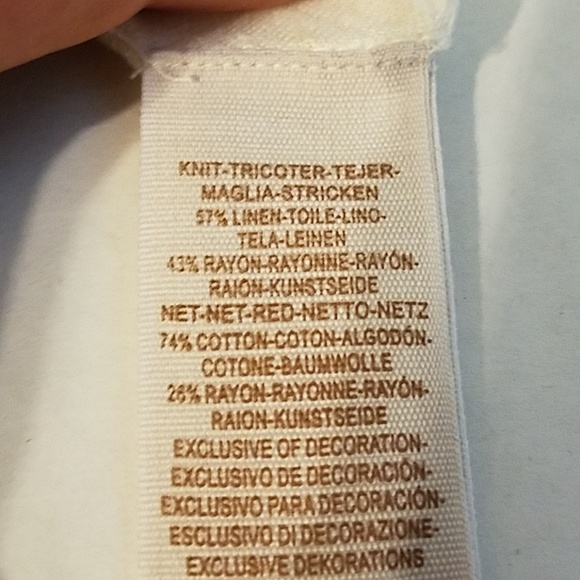 KNIT-TRICOTER-TEJER-
MAGLIA-STRICKEN
57% LINEN-TOILE-LINO-
TELA-LEINEN
43% RAYON-RAYONNE-RAYÓN-
RAION-KUNSTSEIDE
NET-NET-RED-NETTO-NETZ
74% COTTON-COTON-ALGODÓN-
COTONE-BAUMWOLLE
26% RAYON-RAYONNE-RAYÓN-
RAION-KUNSTSEIDE
EXCLUSIVE OF DECORATION-
EXCLUSIVO DE DECORACIÓN-
EXCLUSIVO PARA DECORACIÓN-
ESCLUSIVO DI DECORAZIONE-
EXCLUSIVE DEKORATIONS